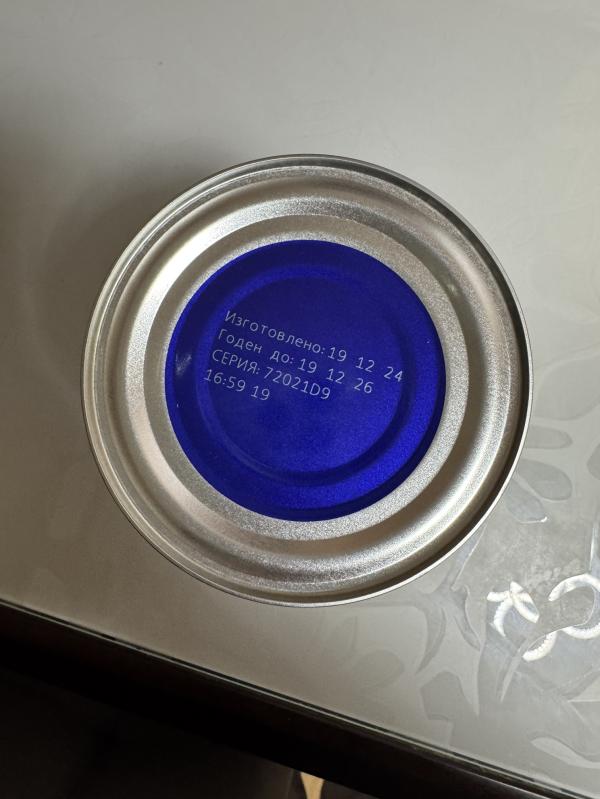 Изготовлено: 19 12 24
Годен до: 19 12 26
СЕРИЯ: 72021D9
16:59 19